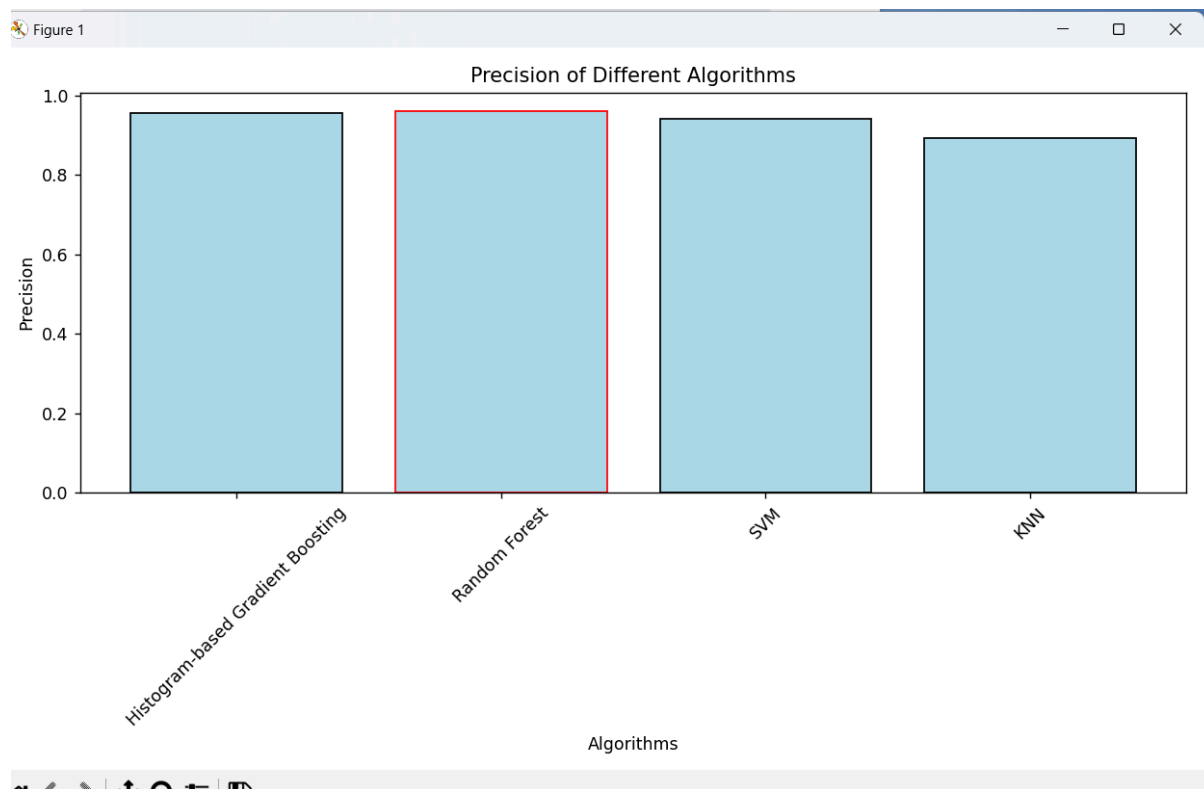 Figure 1
Precision of Different Algorithms
1.0
0.8
0.6
0.4
0.2
0.0
Precision
Histogram-based Gradient Boosting
Random Forest
SVM
KNN
Algorithms